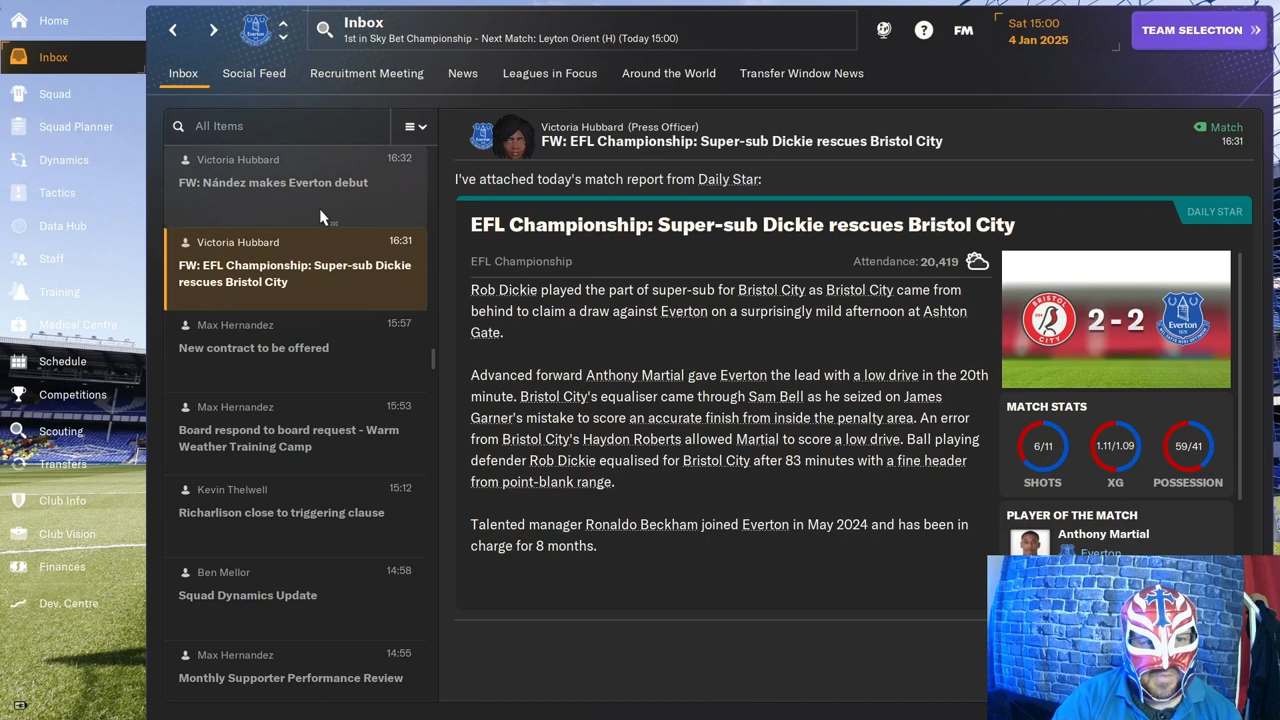 Home
Inbox
Squad
Squad Planner
Dynamics
Tactics
Data Hub
Staff
Training
Medical Centre
Schedule
Competitions
Scouting
Transfers
Club Info
Club Vision
Finances
Dev. Centre
Inbox
1st in Sky Bet Championship - Next Match: Leyton Orient (H) (Today 15:00)
?
FM
Sat 15:00
4 Jan 2025
TEAM SELECTION
Inbox
Social Feed
Recruitment Meeting
News
Leagues in Focus
Around the World
Transfer Window News
All Items
Victoria Hubbard
16:32
FW: Nández makes Everton debut
Victoria Hubbard
16:31
FW: EFL Championship: Super-sub Dickie
rescues Bristol City
Max Hernandez
15:57
New contract to be offered
Max Hernandez
15:53
Board respond to board request - Warm
Weather Training Camp
Kevin Thelwell
15:12
Richarlison close to triggering clause
Ben Mellor
14:58
Squad Dynamics Update
Max Hernandez
14:55
Monthly Supporter Performance Review
Victoria Hubbard (Press Officer)
FW: EFL Championship: Super-sub Dickie rescues Bristol City
Match
16:31
I've attached today's match report from Daily Star:
DAILY STAR
EFL Championship: Super-sub Dickie rescues Bristol City
EFL Championship
Attendance: 20,419
Rob Dickie played the part of super-sub for Bristol City as Bristol City came from
behind to claim a draw against Everton on a surprisingly mild afternoon at Ashton
Gate.
Advanced forward Anthony Martial gave Everton the lead with a low drive in the 20th
minute. Bristol City's equaliser came through Sam Bell as he seized on James
Garner's mistake to score an accurate finish from inside the penalty area. An error
from Bristol City's Haydon Roberts allowed Martial to score a low drive. Ball playing
defender Rob Dickie equalised for Bristol City after 83 minutes with a fine header
from point-blank range.
Talented manager Ronaldo Beckham joined Everton in May 2024 and has been in
charge for 8 months.
BRISTOL
CITY
2 - 2
Everton
MATCH STATS
6/11
1.11/1.09
59/41
SHOTS
XG
POSSESSION
PLAYER OF THE MATCH
Anthony Martial
Everton